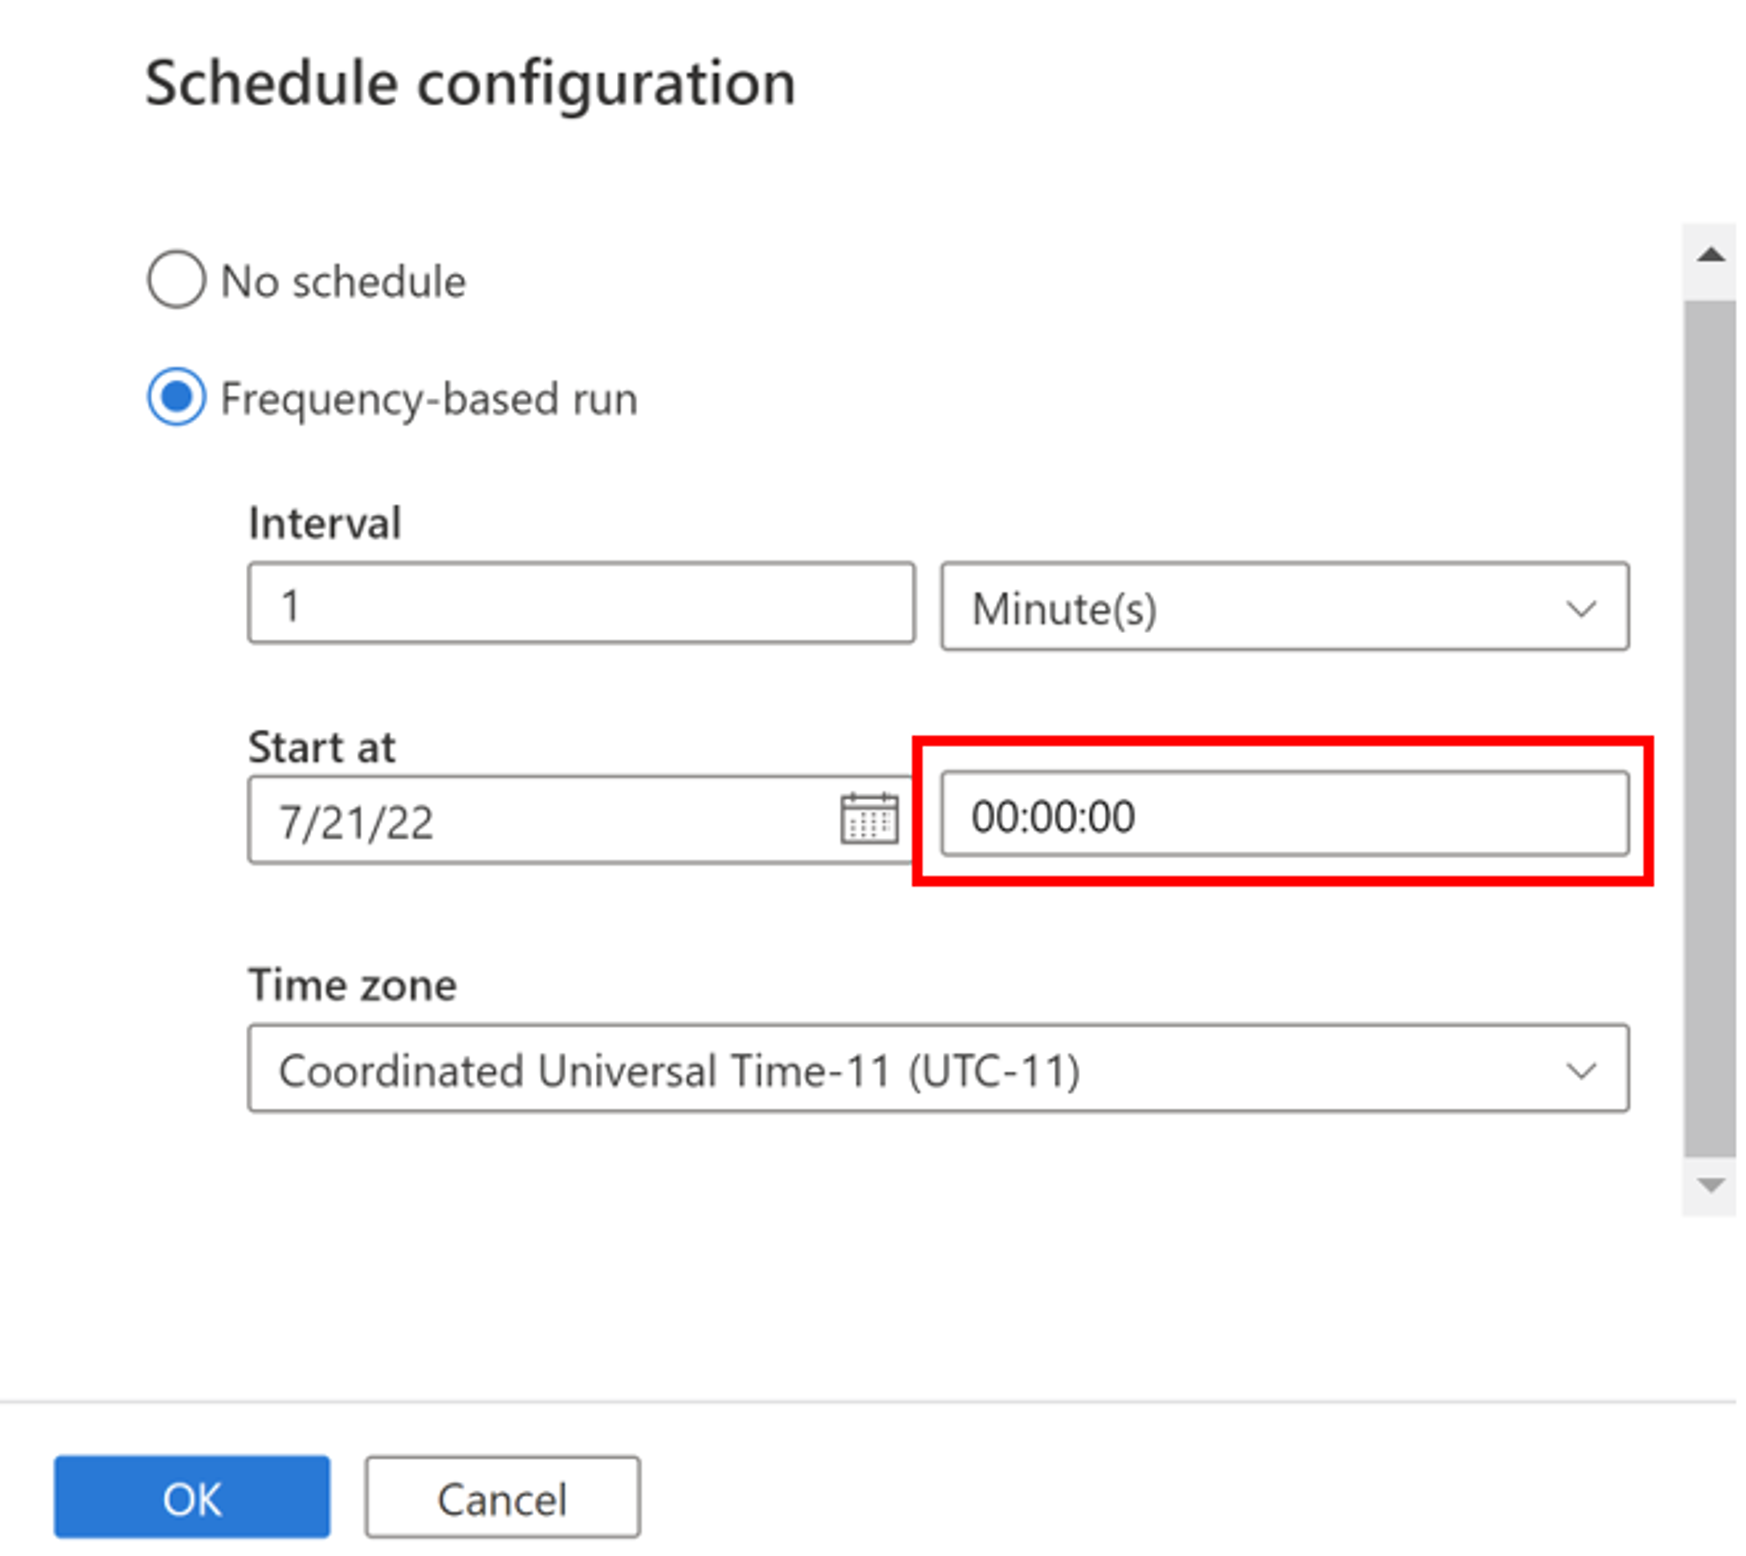 Schedule configuration
No schedule
Frequency-based run
Interval
1 Minute(s)
Start at
7/21/22 00:00:00
Time zone
Coordinated Universal Time-11 (UTC-11)
OK Cancel